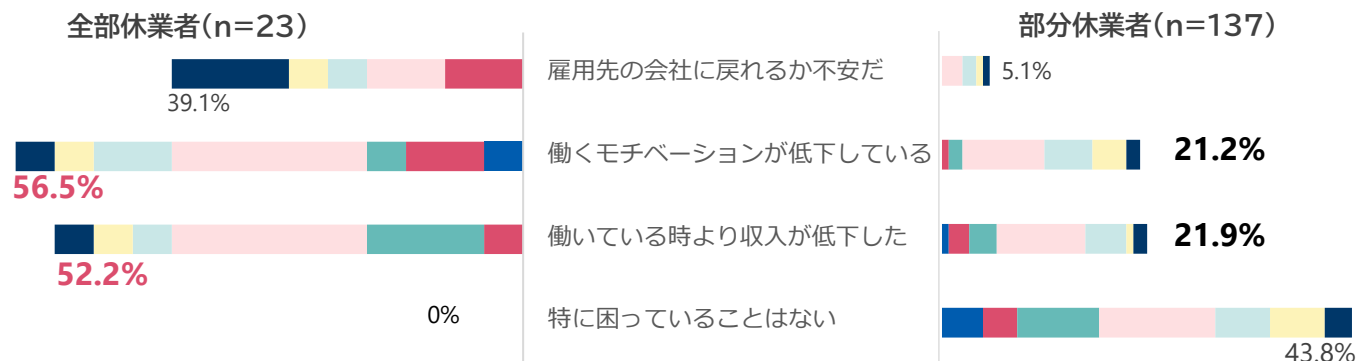 全部休業者(n=23)
部分休業者(n=137)
雇用先の会社に戻れるか不安だ
39.1%
5.1%
働くモチベーションが低下している
56.5%
21.2%
働いている時より収入が低下した
52.2%
21.9%
0%
特に困っていることはない
43.8%